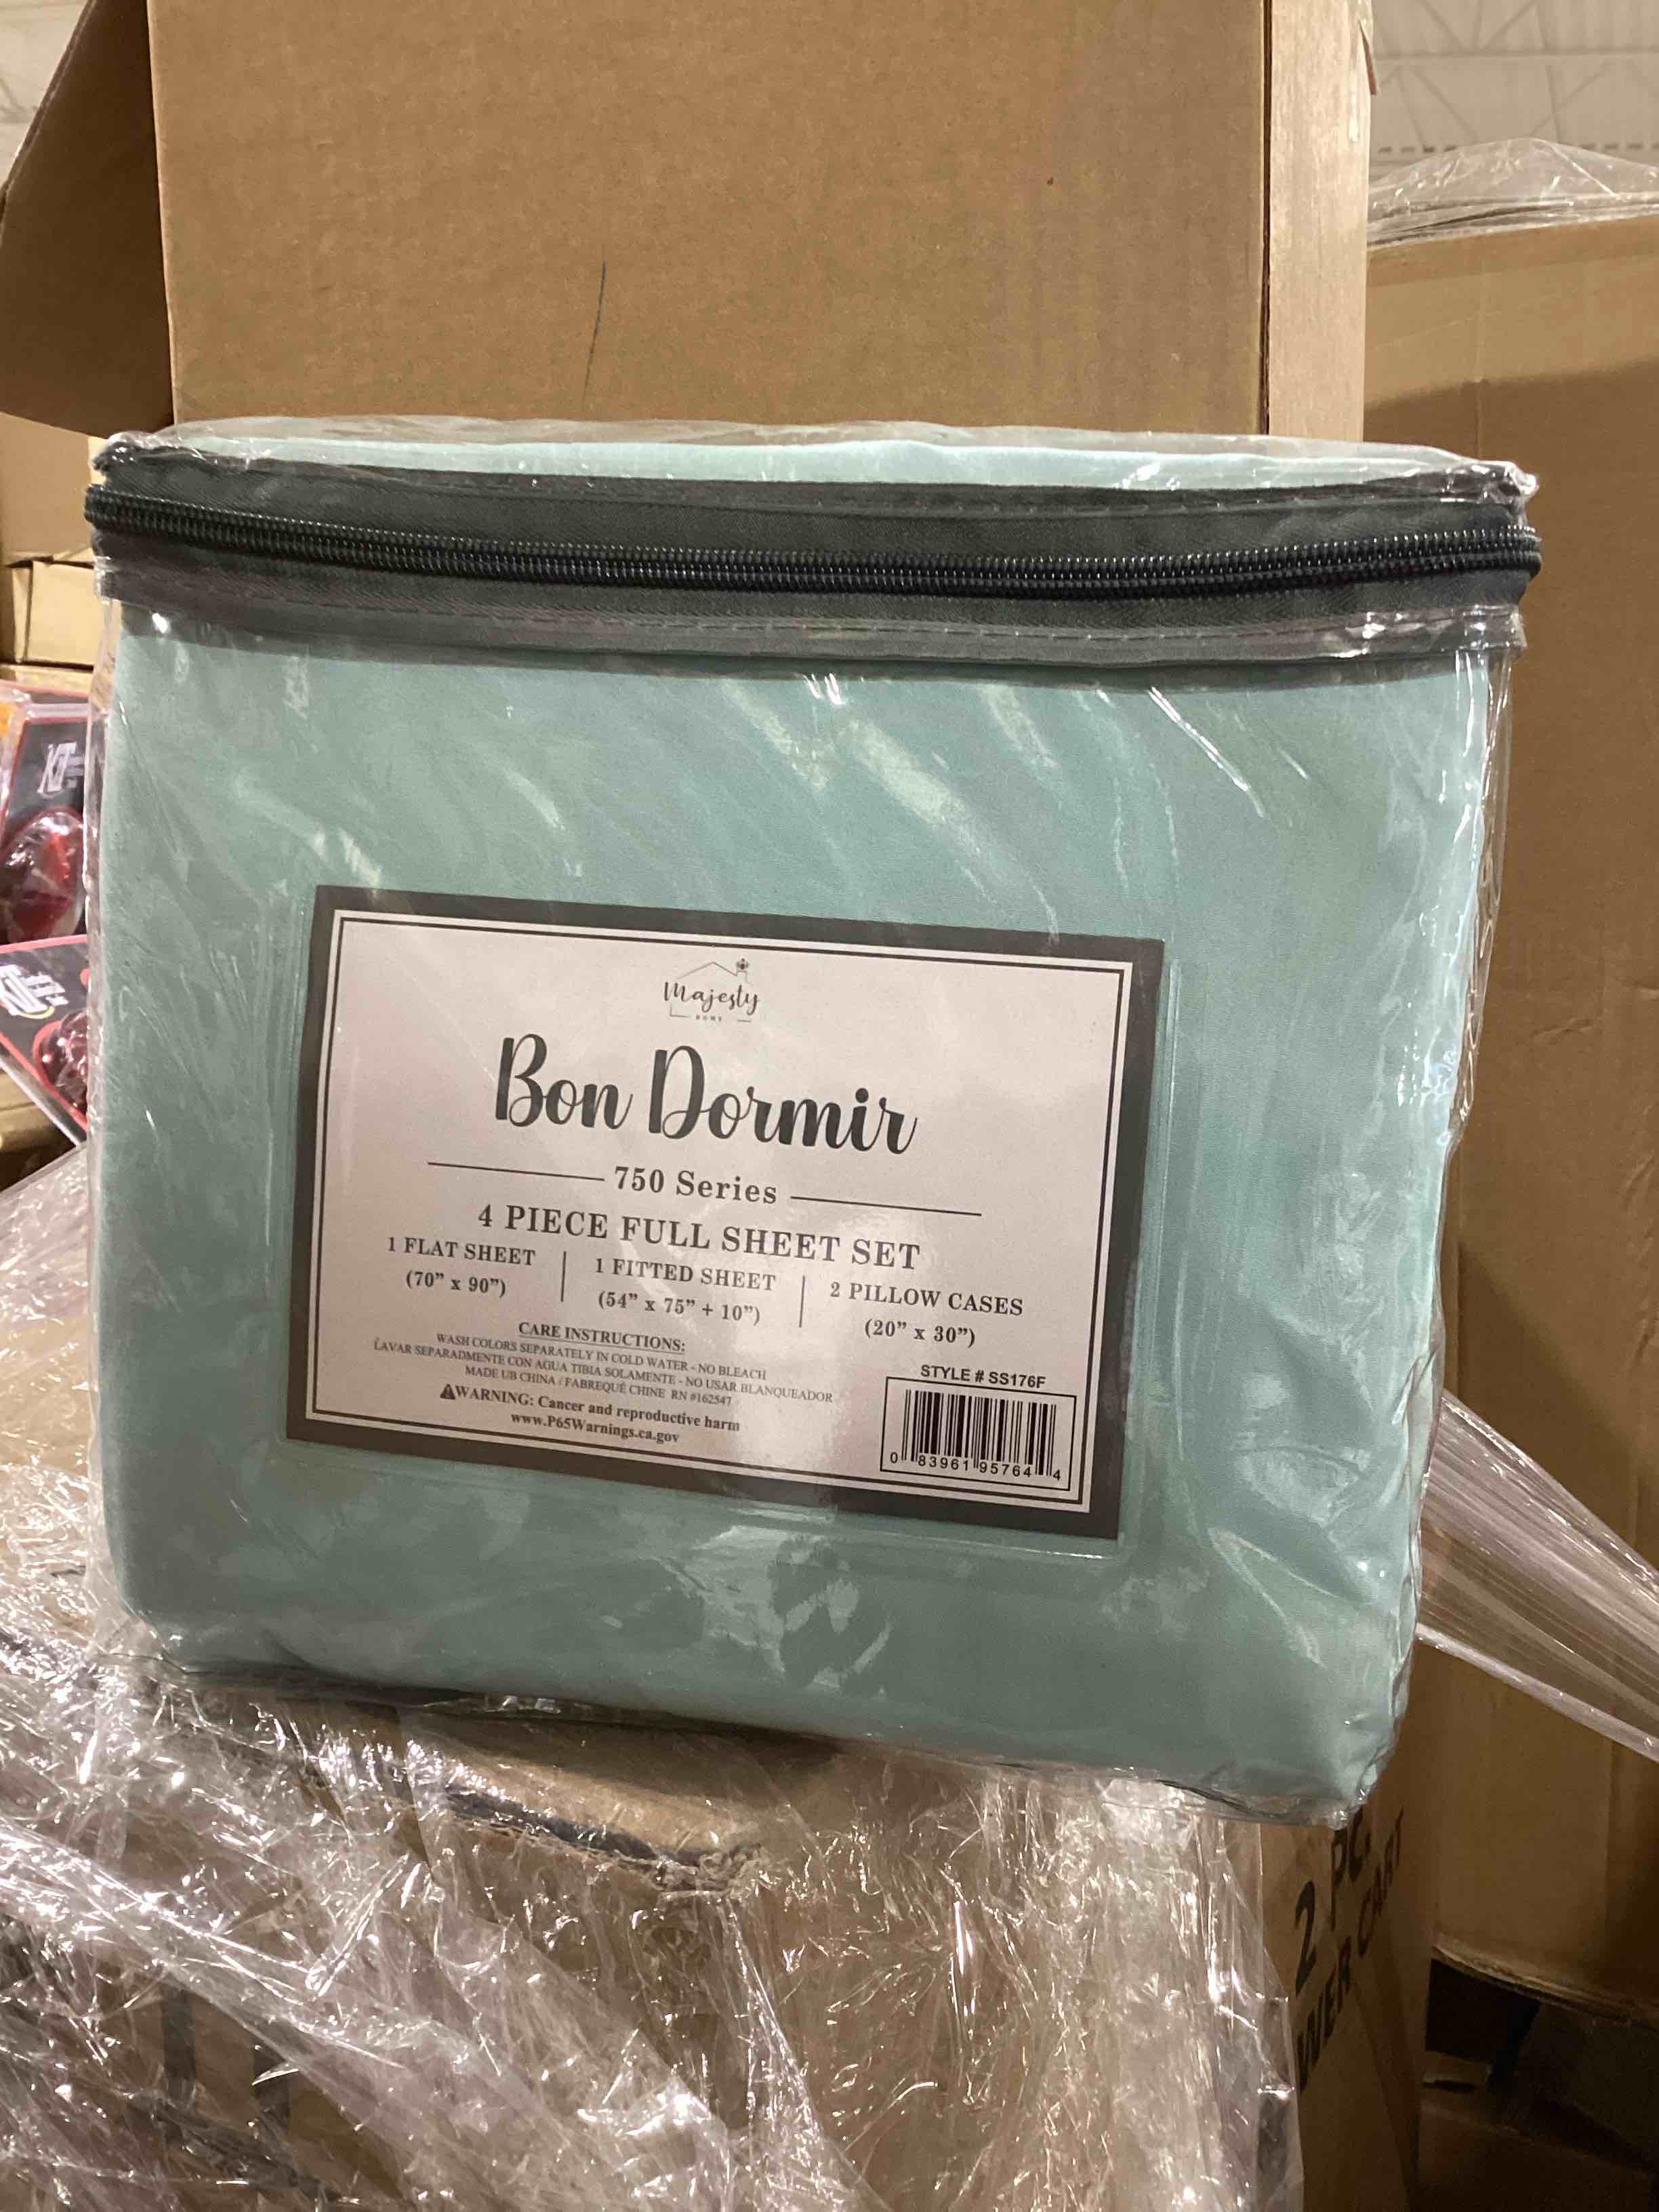 Majesty
HOME
Bon Dormir
750 Series
4 PIECE FULL SHEET SET
1 FLAT SHEET
(70” x 90”)
1 FITTED SHEET
(54” x 75” + 10”)
2 PILLOW CASES
(20” x 30”)
CARE INSTRUCTIONS:
WASH COLORS SEPARATELY IN COLD WATER - NO BLEACH
LAVAR SEPARADMENTE CON AGUA TIBIA SOLAMENTE - NO USAR BLANQUEADOR
MADE UB CHINA / FABREQUÉ CHINE RN #162547
WARNING: Cancer and reproductive harm
www.P65Warnings.ca.gov
STYLE # SS176F
0 83961 95764 4
KIT
2 PC.